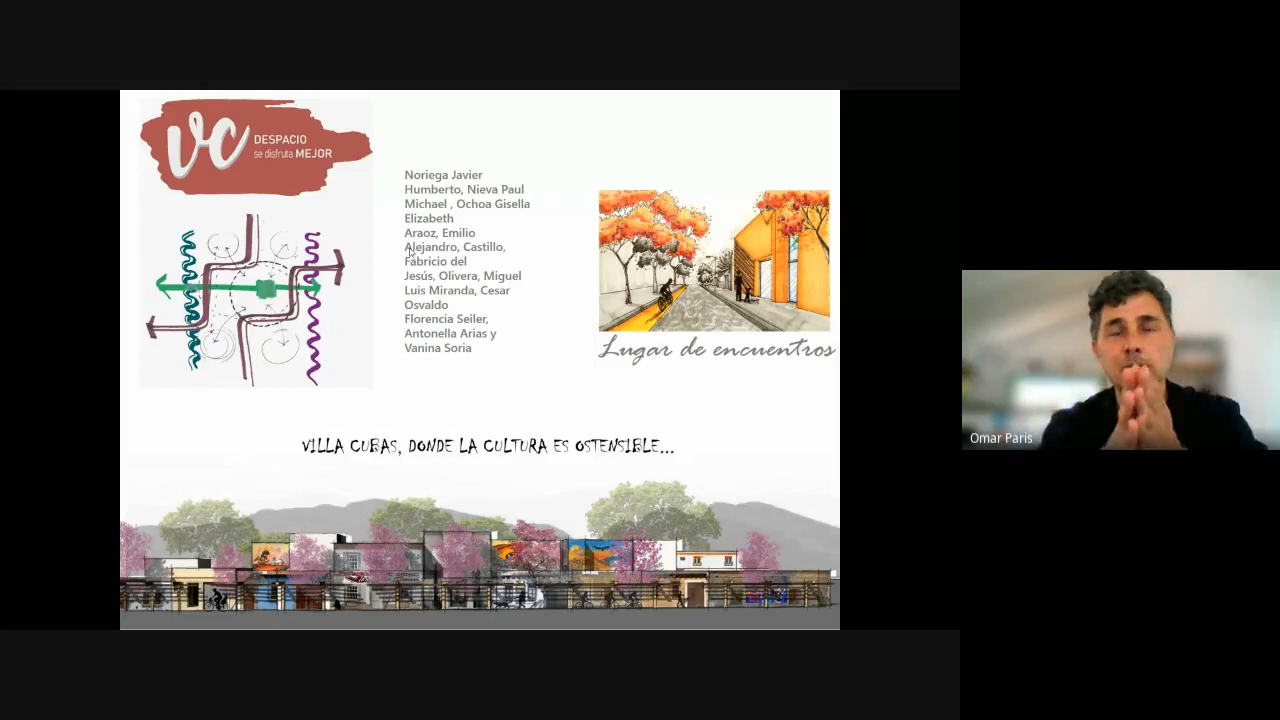 vc
DESPACIO
se disfruta MEJOR
Noriega Javier
Humberto, Nieva Paul
Michael , Ochoa Gisella
Elizabeth
Araoz, Emilio
Alejandro, Castillo,
Fabricio del
Jesús, Olivera, Miguel
Luis Miranda, Cesar
Osvaldo
Florencia Seiler,
Antonella Arias y
Vanina Soria
Lugar de encuentros
VILLA CUBAS, DONDE LA CULTURA ES OSTENSIBLE...
Omar Paris